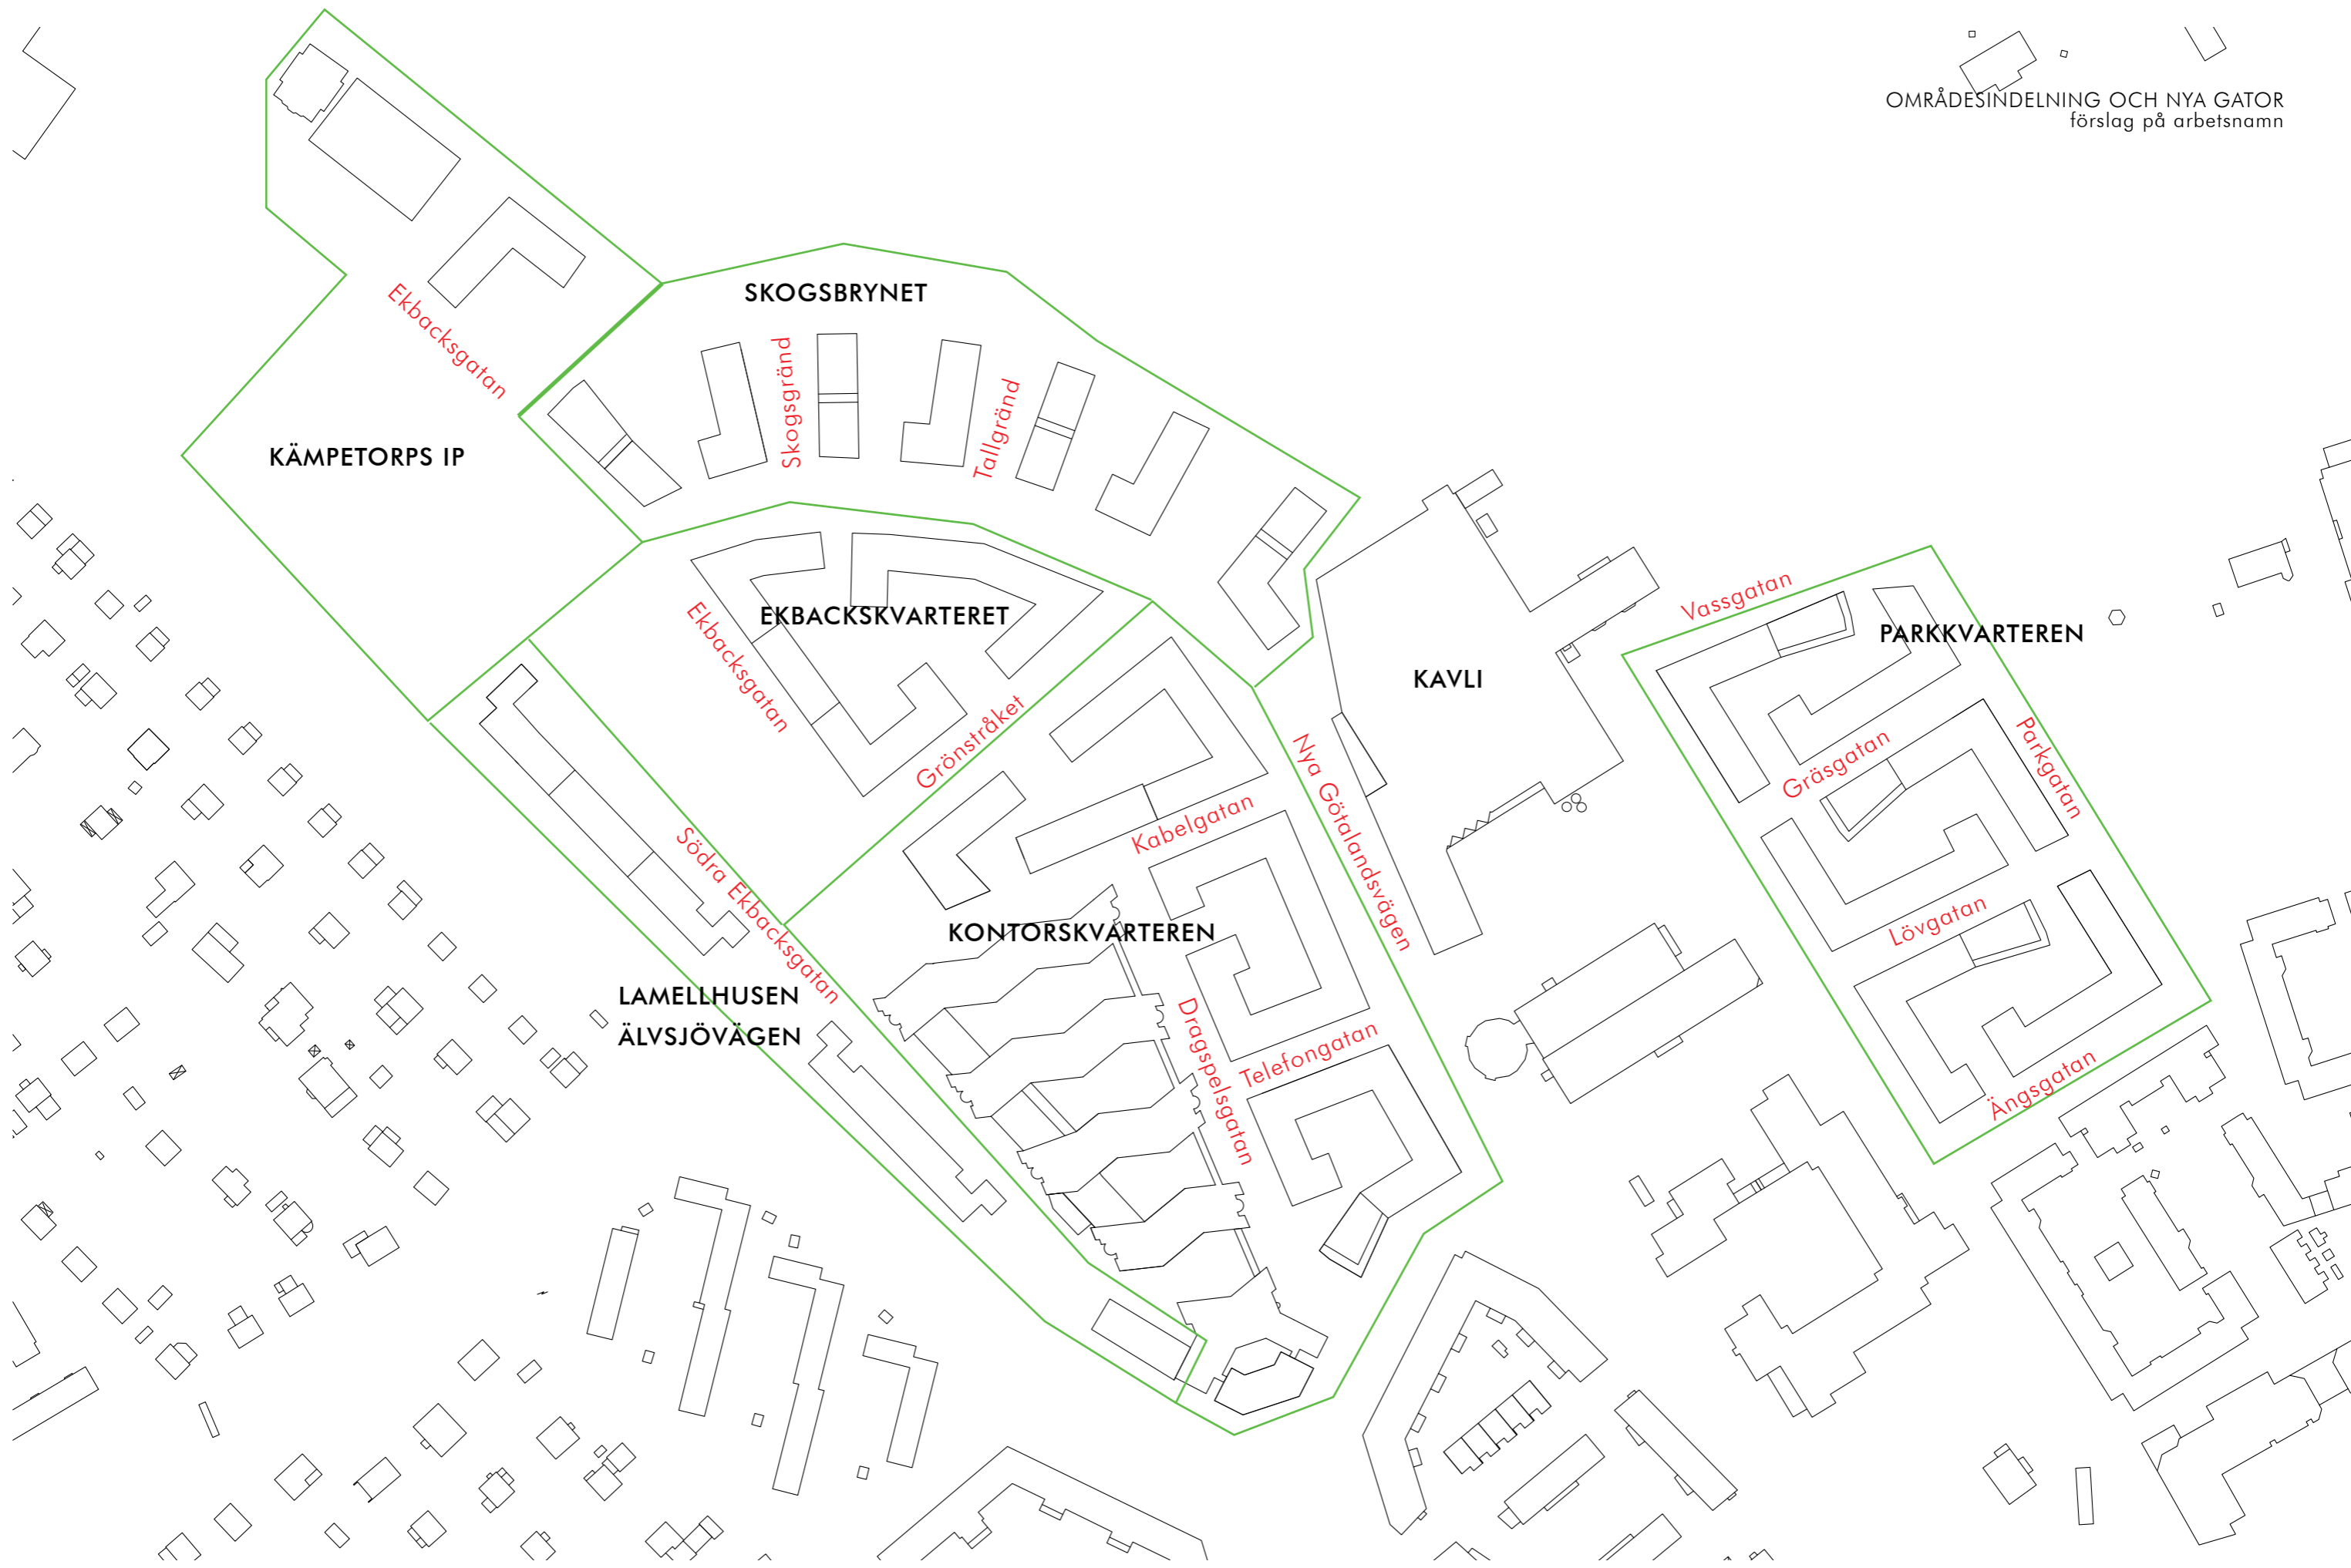 OMRÅDESINDELNING OCH NYA GATOR
förslag på arbetsnamn
SKOGSBRYNET
Ekbacksgatan
Skogsgränd
Tallgränd
KÄMPETORPS IP
Vassgatan
EKBACKSKVARTERET
PARKKVARTEREN
Ekbacksgatan
KAVLI
Grönstråket
Nya Götalandsvägen
Gräsgatan
Parkgatan
Kabelgatan
Södra Ekbacksgatan
KONTORSKVARTEREN
Lövgatan
LAMELLHUSEN
ÄLVSJÖVÄGEN
Dragspelsgatan
Telefongatan
Ängsgatan